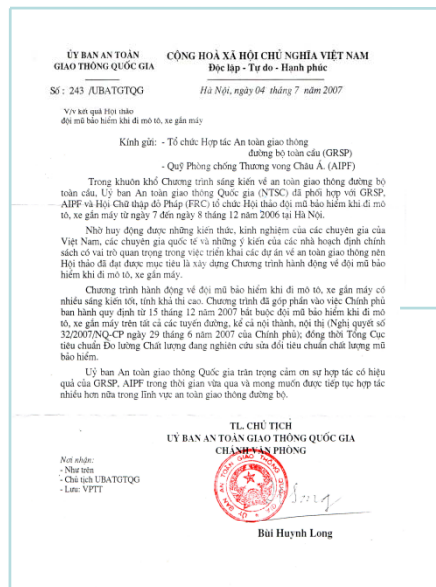 ỦY BAN AN TOÀN
GIAO THÔNG QUỐC GIA
CỘNG HOÀ XÃ HỘI CHỦ NGHĨA VIỆT NAM
Độc lập - Tự do - Hạnh phúc
Số : 243 /UBATGTQG
Hà Nội, ngày 04 tháng 7 năm 2007
V/v kết quả Hội thảo
đội mũ bảo hiểm khi đi mô tô, xe gắn máy
Kính gửi: - Tổ chức Hợp tác An toàn giao thông
đường bộ toàn cầu (GRSP)
- Quỹ Phòng chống Thương vong Châu Á. (AIPF)
Trong khuôn khổ Chương trình sáng kiến về an toàn giao thông đường bộ
toàn cầu, Uỷ ban An toàn giao thông Quốc gia (NTSC) đã phối hợp với GRSP,
AIPF và Hội Chữ thập đỏ Pháp (FRC) tổ chức Hội thảo đội mũ bảo hiểm khi đi mô
tô, xe gắn máy từ ngày 7 đến ngày 8 tháng 12 năm 2006 tại Hà Nội.
Nhờ huy động được những kiến thức, kinh nghiệm của các chuyên gia của
Việt Nam, các chuyên gia quốc tế và những ý kiến của các nhà hoạch định chính
sách có vai trò quan trọng trong việc triển khai các dự án về an toàn giao thông nên
Hội thảo đã đạt được mục tiêu là xây dựng Chương trình hành động về đội mũ bảo
hiểm khi đi mô tô, xe gắn máy.
Chương trình hành động về đội mũ bảo hiểm khi đi mô tô, xe gắn máy có
nhiều sáng kiến tốt, tính khả thi cao. Chương trình đã góp phần vào việc Chính phủ
ban hành quy định từ 15 tháng 12 năm 2007 bắt buộc đội mũ bảo hiểm khi đi mô
tô, xe gắn máy trên tất cả các tuyến đường, kể cả nội thành, nội thị (Nghị quyết số
32/2007/NQ-CP ngày 29 tháng 6 năm 2007 của Chính phủ); đồng thời Tổng Cục
tiêu chuẩn Đo lường Chất lượng đang nghiên cứu sửa đổi tiêu chuẩn chất lượng mũ
bảo hiểm.
Uỷ ban An toàn giao thông Quốc gia trân trọng cảm ơn sự hợp tác có hiệu
quả của GRSP, AIPF trong thời gian vừa qua và mong muốn được tiếp tục hợp tác
nhiều hơn nữa trong lĩnh vực an toàn giao thông đường bộ.
TL. CHỦ TỊCH
UỶ BAN AN TOÀN GIAO THÔNG QUỐC GIA
CHÁNH VĂN PHÒNG
Nơi nhận:
- Như trên
- Chủ tịch UBATGTQG
- Lưu: VPTT
Bùi Huynh Long